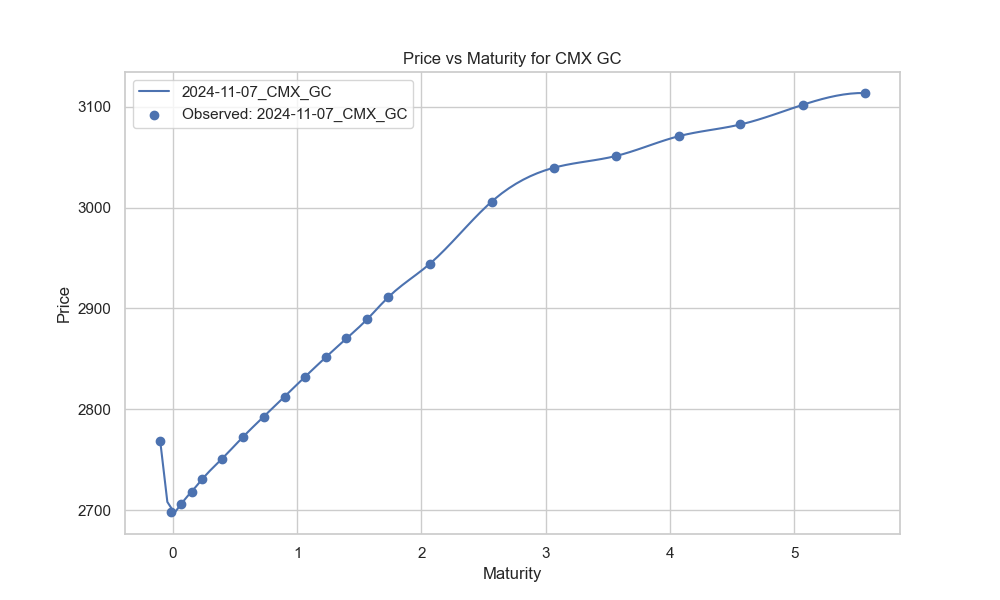 Price vs Maturity for CMX GC
2024-11-07_CMX_GC
Observed: 2024-11-07_CMX_GC
3100
3000
2900
2800
2700
Price
0 1 2 3 4 5
Maturity